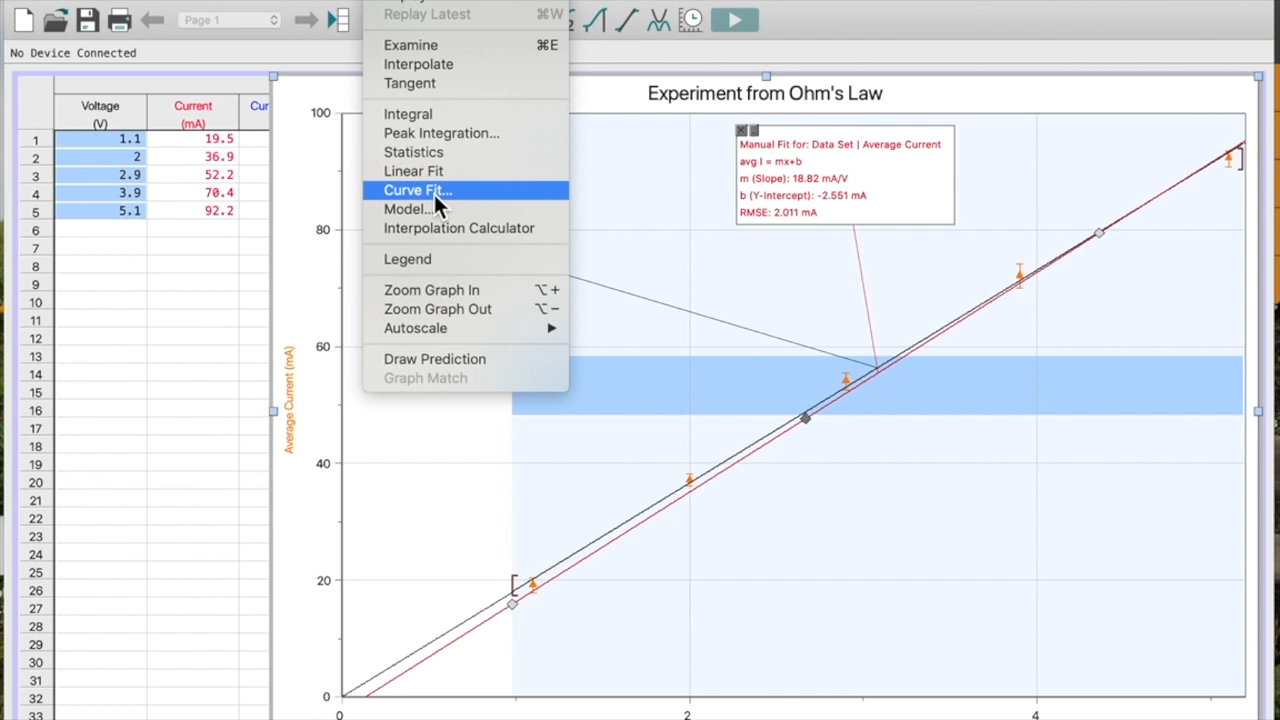 Replay Latest ⌘W
Page 1
No Device Connected
Examine ⌘E
Interpolate
Tangent
Integral
Peak Integration...
Statistics
Linear Fit
Curve Fit...
Model...
Interpolation Calculator
Legend
Zoom Graph In ⌥+
Zoom Graph Out ⌥−
Autoscale ▶
Draw Prediction
Graph Match
Voltage Current Cur
(V) (mA)
1 1.1 19.5
2 2 36.9
3 2.9 52.2
4 3.9 70.4
5 5.1 92.2
6
7
8
9
10
11
12
13
14
15
16
17
18
19
20
21
22
23
24
25
26
27
28
29
30
31
32
33
Experiment from Ohm's Law
Manual Fit for: Data Set | Average Current
avg I = mx+b
m (Slope): 18.82 mA/V
b (Y-Intercept): -2.551 mA
RMSE: 2.011 mA
Average Current (mA)
100
80
60
40
20
0
0 2 4